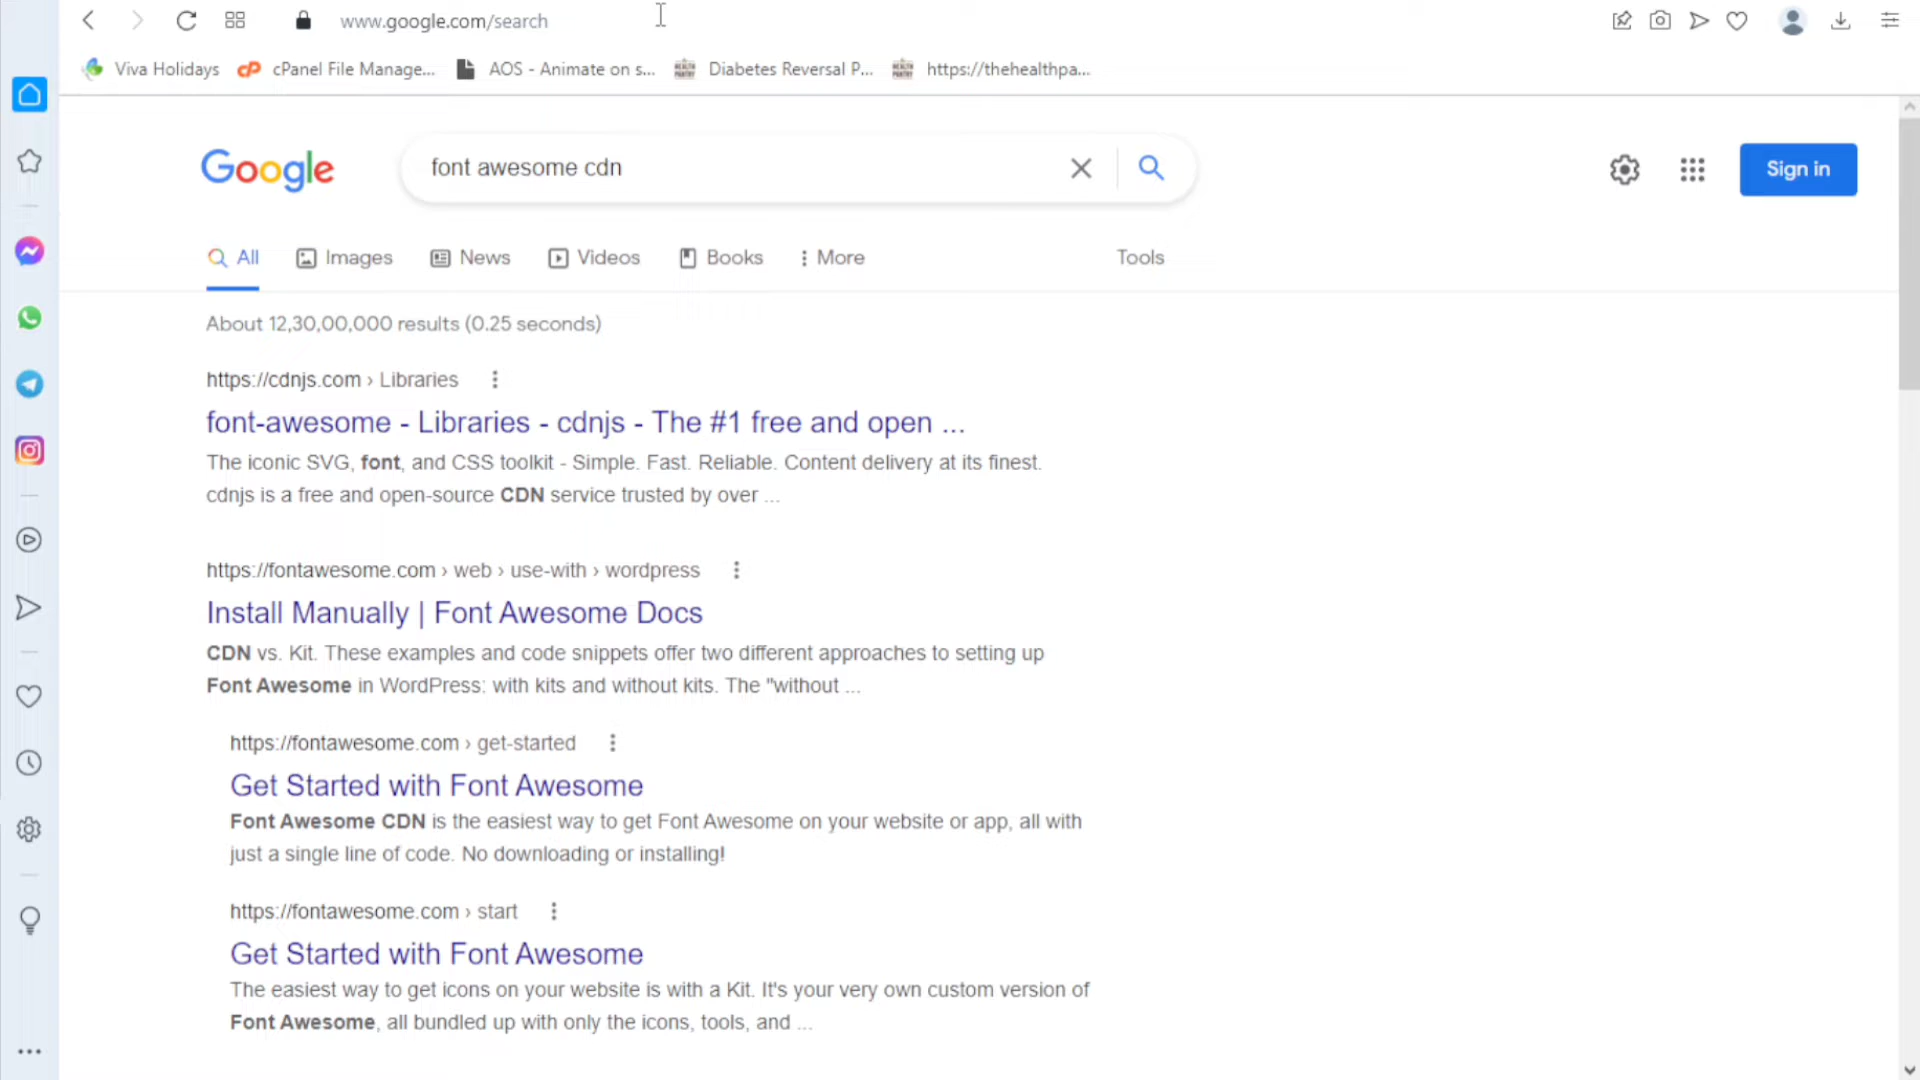 www.google.com/search
Viva Holidays
cPanel File Manage...
AOS - Animate on s...
Diabetes Reversal P...
https://thehealthpa...
Google
font awesome cdn
Sign in
All
Images
News
Videos
Books
More
Tools
About 12,30,00,000 results (0.25 seconds)
https://cdnjs.com › Libraries
font-awesome - Libraries - cdnjs - The #1 free and open ...
The iconic SVG, font, and CSS toolkit - Simple. Fast. Reliable. Content delivery at its finest.
cdnjs is a free and open-source CDN service trusted by over ...
https://fontawesome.com › web › use-with › wordpress
Install Manually | Font Awesome Docs
CDN vs. Kit. These examples and code snippets offer two different approaches to setting up
Font Awesome in WordPress: with kits and without kits. The "without ...
https://fontawesome.com › get-started
Get Started with Font Awesome
Font Awesome CDN is the easiest way to get Font Awesome on your website or app, all with
just a single line of code. No downloading or installing!
https://fontawesome.com › start
Get Started with Font Awesome
The easiest way to get icons on your website is with a Kit. It's your very own custom version of
Font Awesome, all bundled up with only the icons, tools, and ...